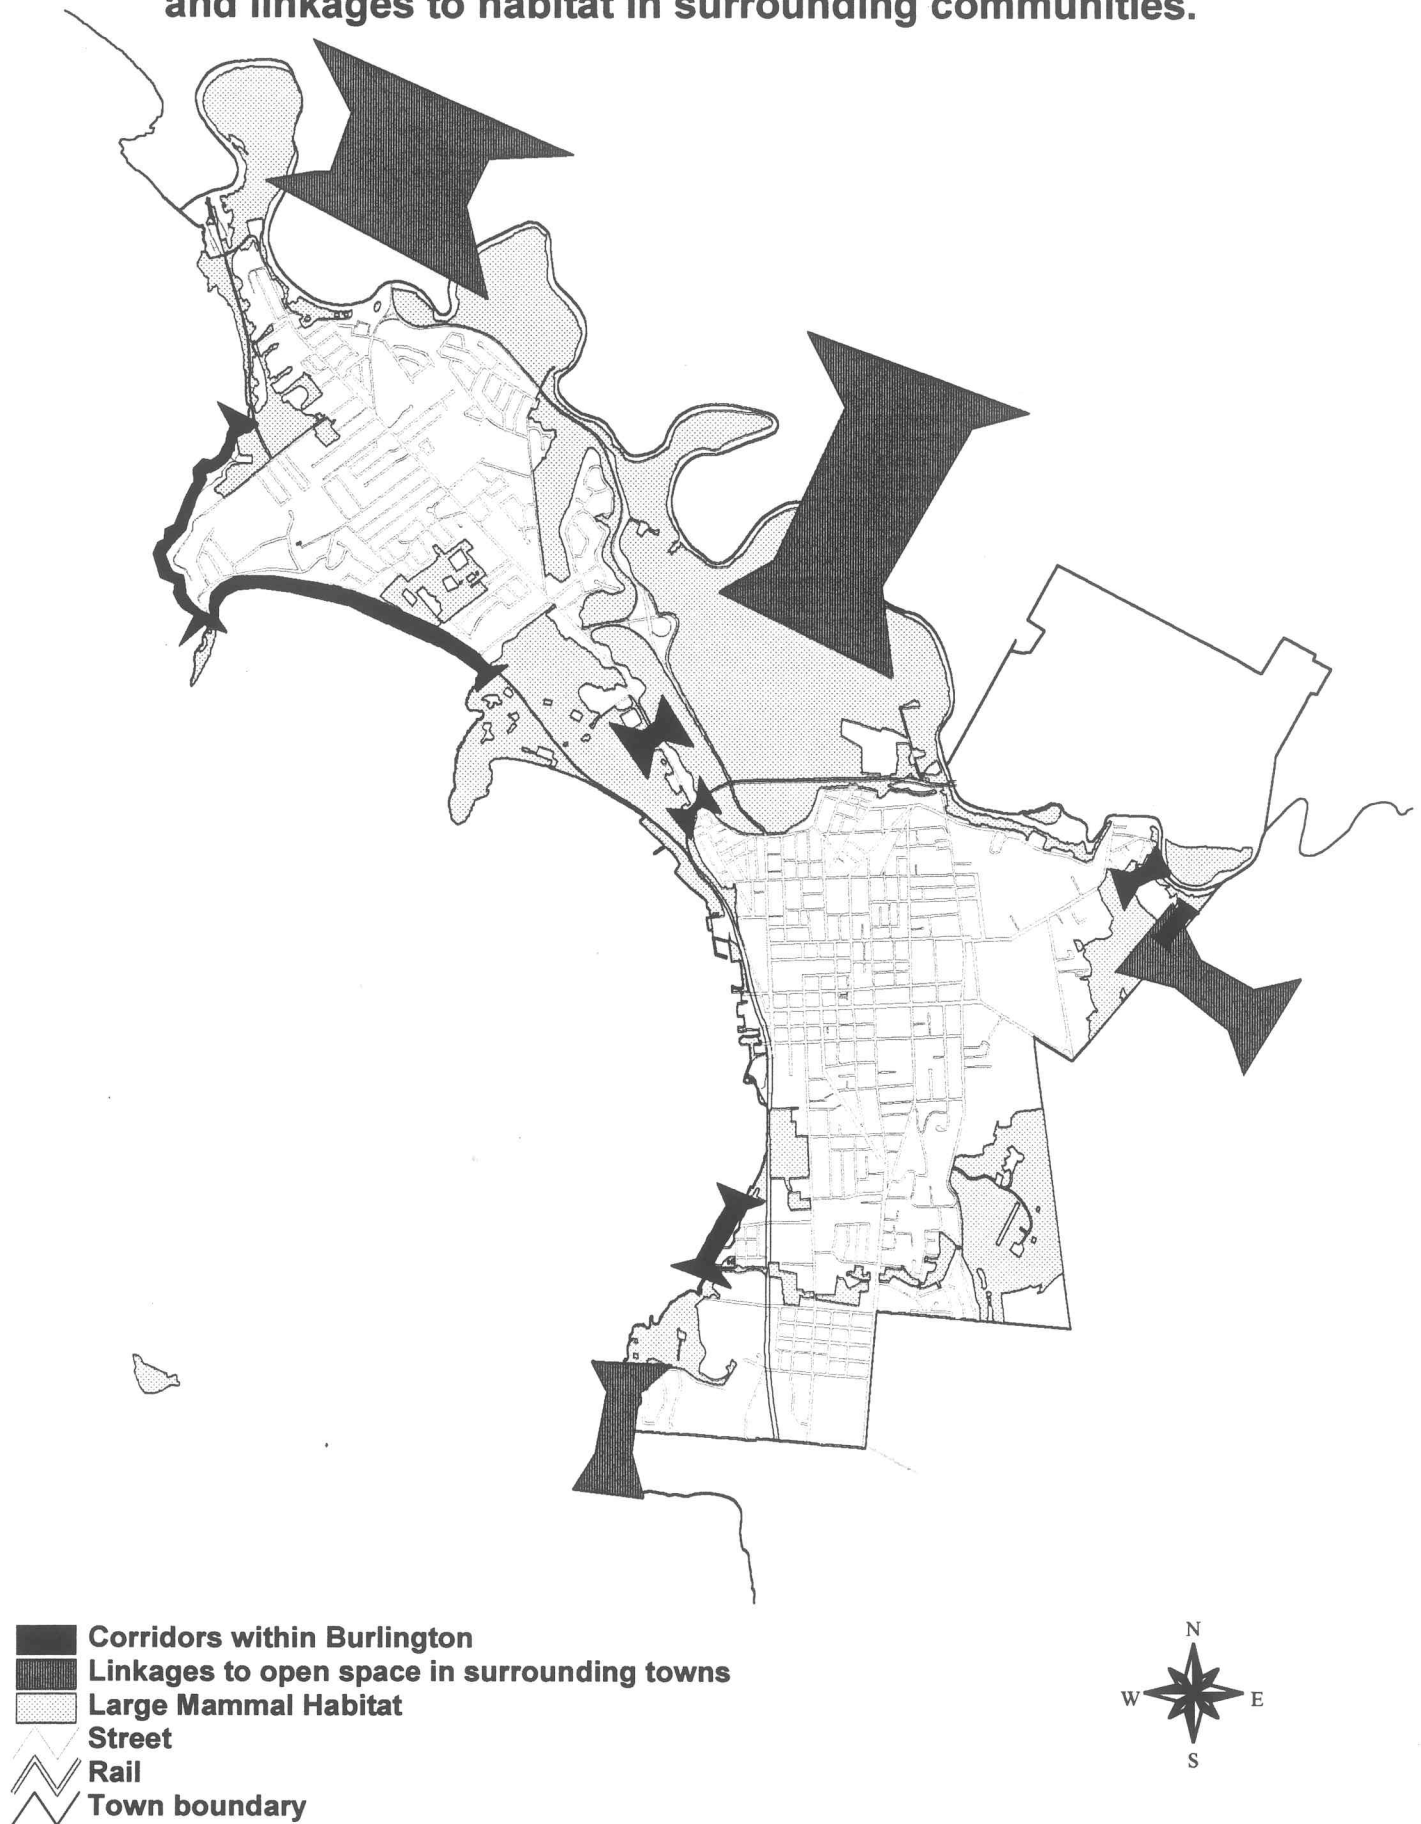 and linkages to habitat in surrounding communities.
Corridors within Burlington
Linkages to open space in surrounding towns
Large Mammal Habitat
Street
Rail
Town boundary
N
W E
S